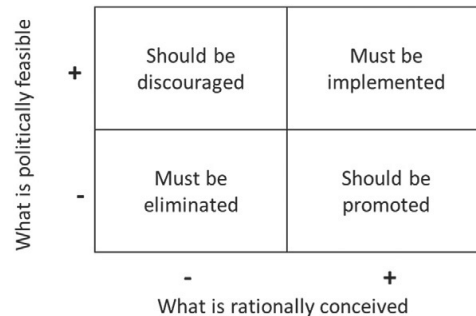 What is politically feasible
+
Should be
discouraged
Must be
implemented
-
Must be
eliminated
Should be
promoted
-
+
What is rationally conceived